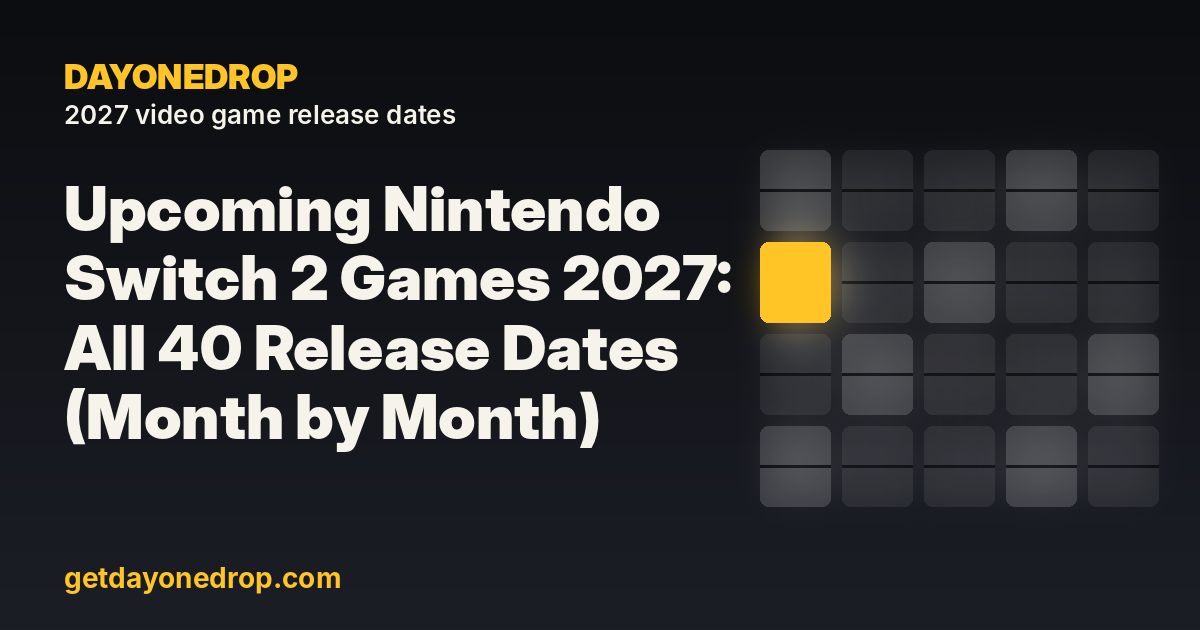 DAYONEDROP
2027 video game release dates
Upcoming Nintendo
Switch 2 Games 2027:
All 40 Release Dates
(Month by Month)
getdayonedrop.com